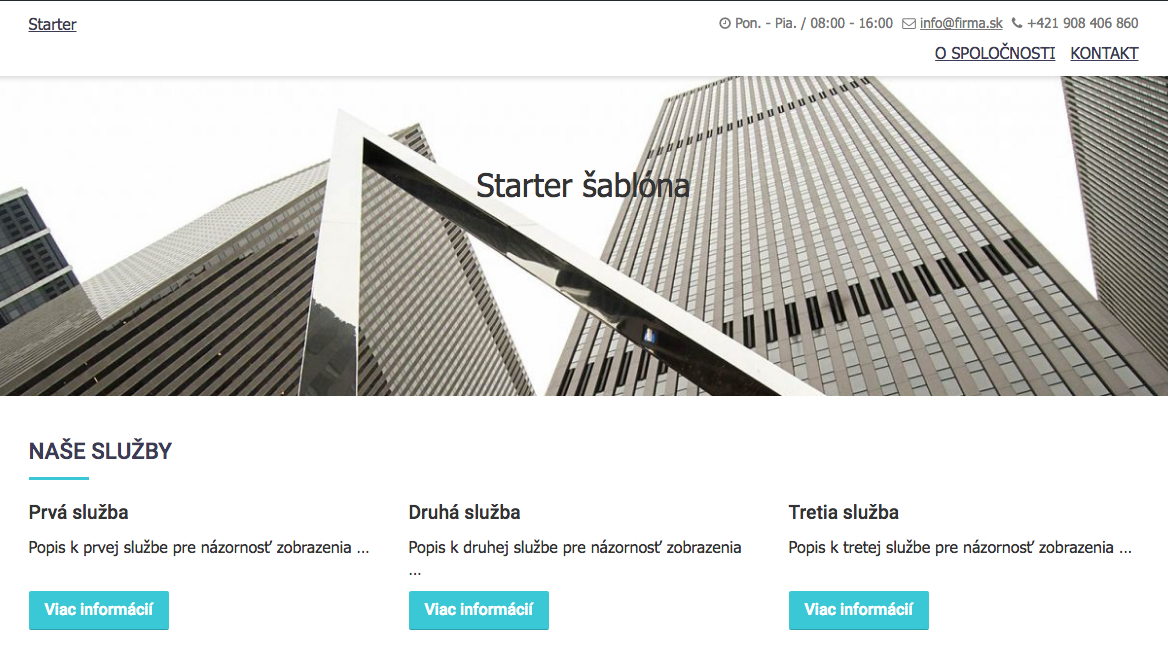 Starter
Pon. - Pia. / 08:00 - 16:00 info@firma.sk +421 908 406 860
O SPOLOČNOSTI KONTAKT
Starter šablóna
NAŠE SLUŽBY
Prvá služba
Popis k prvej službe pre názornosť zobrazenia ...
Viac informácií
Druhá služba
Popis k druhej službe pre názornosť zobrazenia
...
Viac informácií
Tretia služba
Popis k tretej službe pre názornosť zobrazenia ...
Viac informácií